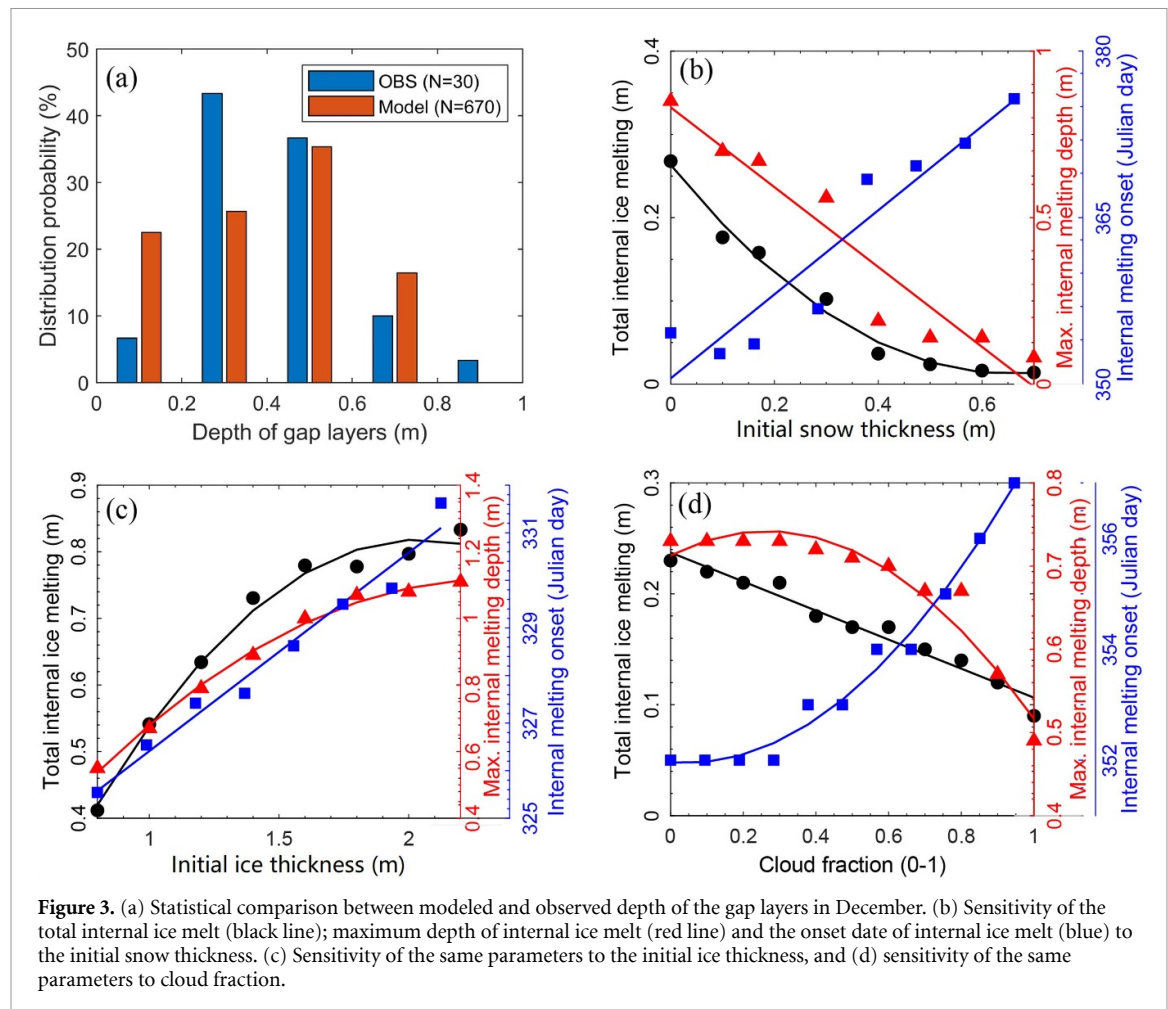 50
40
30
20
10
0
Distribution probability (%)
(a)
OBS (N=30)
Model (N=670)
0 0.2 0.4 0.6 0.8 1
Depth of gap layers (m)
0.4
0.2
0
Total internal ice melting (m)
(b)
1
0.5
0
Max. internal melting depth (m)
380
365
350
Internal melting onset (Julian day)
0 0.2 0.4 0.6
Initial snow thickness (m)
0.9
0.8
0.7
0.6
0.5
0.4
Total internal ice melting (m)
(c)
1.4
1.2
1
0.8
0.6
0.4
Max. internal melting depth (m)
331
329
327
325
Internal melting onset (Julian day)
1 1.5 2
Initial ice thickness (m)
0.3
0.2
0.1
0
Total internal ice melting (m)
(d)
0.8
0.7
0.6
0.5
0.4
Max. internal melting depth (m)
356
354
352
Internal melting onset (Julian day)
0 0.2 0.4 0.6 0.8 1
Cloud fraction (0-1)
Figure 3. (a) Statistical comparison between modeled and observed depth of the gap layers in December. (b) Sensitivity of the
total internal ice melt (black line); maximum depth of internal ice melt (red line) and the onset date of internal ice melt (blue) to
the initial snow thickness. (c) Sensitivity of the same parameters to the initial ice thickness, and (d) sensitivity of the same
parameters to cloud fraction.